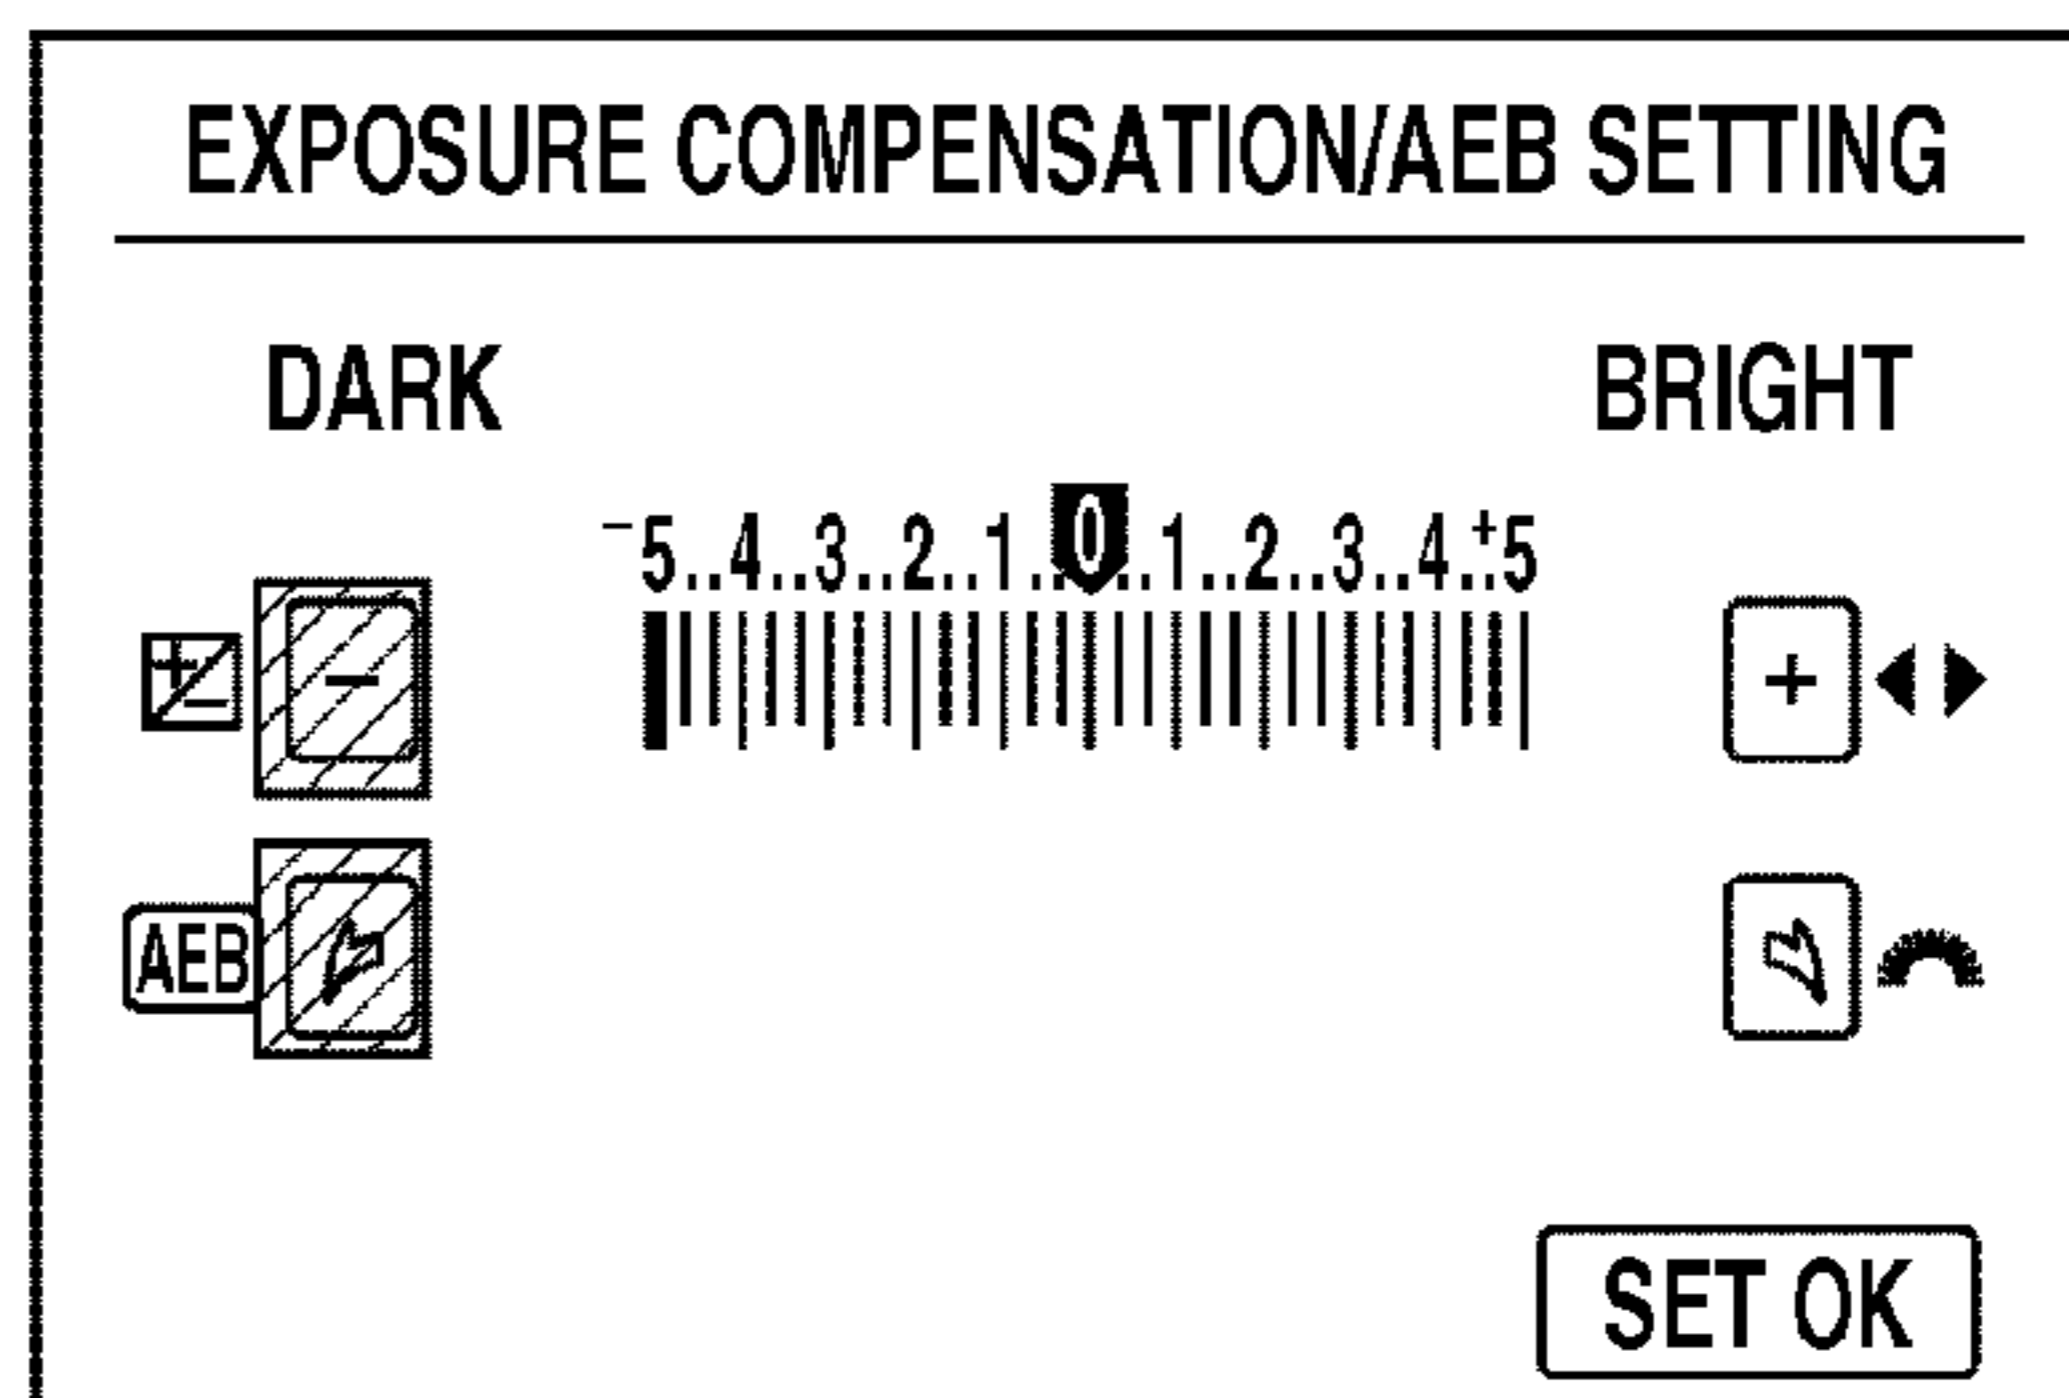 EXPOSURE COMPENSATION/AEB SETTING
DARK BRIGHT
−5..4..3..2..1..0..1..2..3..4..+5
+/− − +
AEB
SET OK